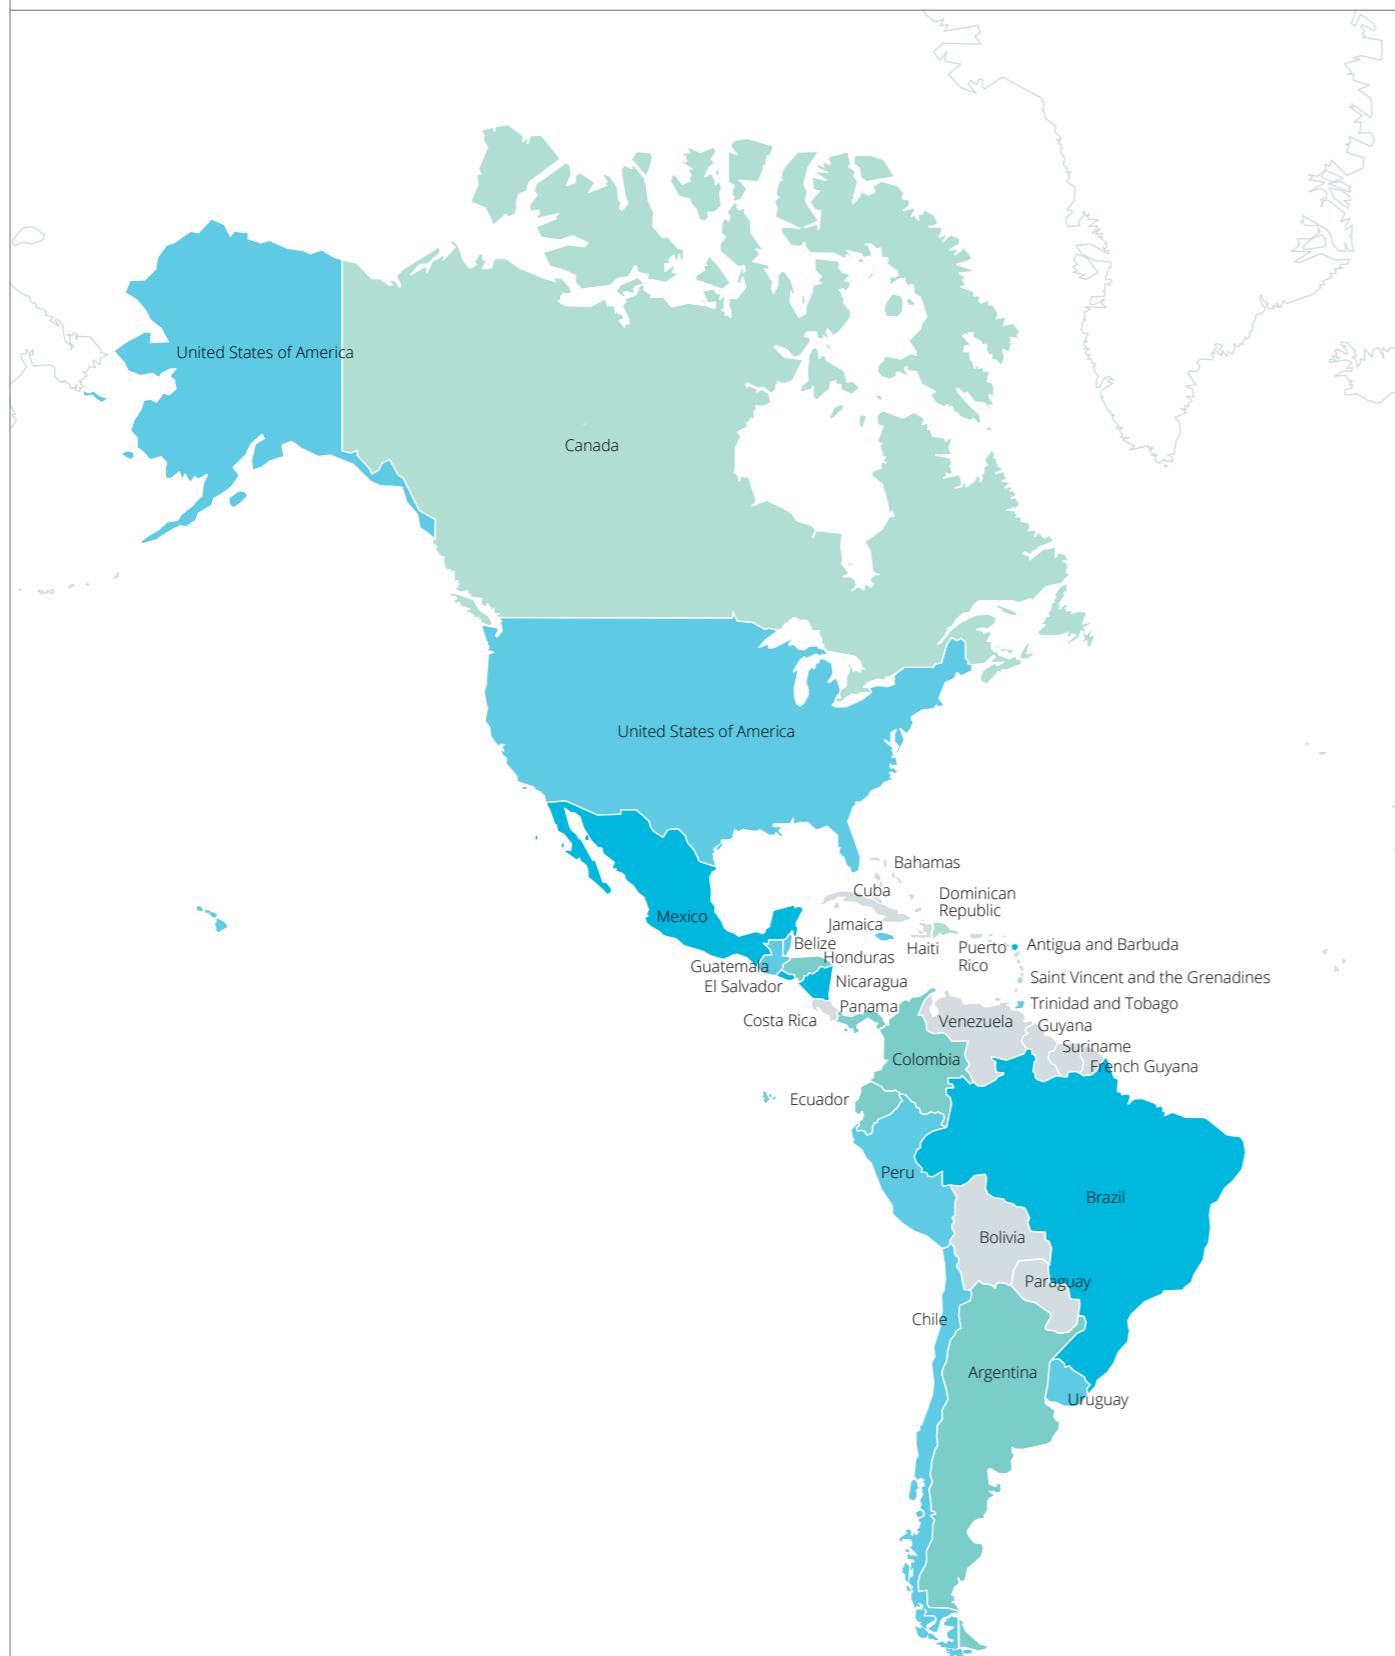 United States of America
Canada
United States of America
Bahamas
Cuba
Dominican
Republic
Mexico
Jamaica
Belize
Haiti
Puerto
Rico
Antigua and Barbuda
Honduras
Guatemala
El Salvador
Nicaragua
Saint Vincent and the Grenadines
Panama
Trinidad and Tobago
Costa Rica
Venezuela
Guyana
Suriname
Colombia
French Guyana
Ecuador
Peru
Brazil
Bolivia
Paraguay
Chile
Argentina
Uruguay